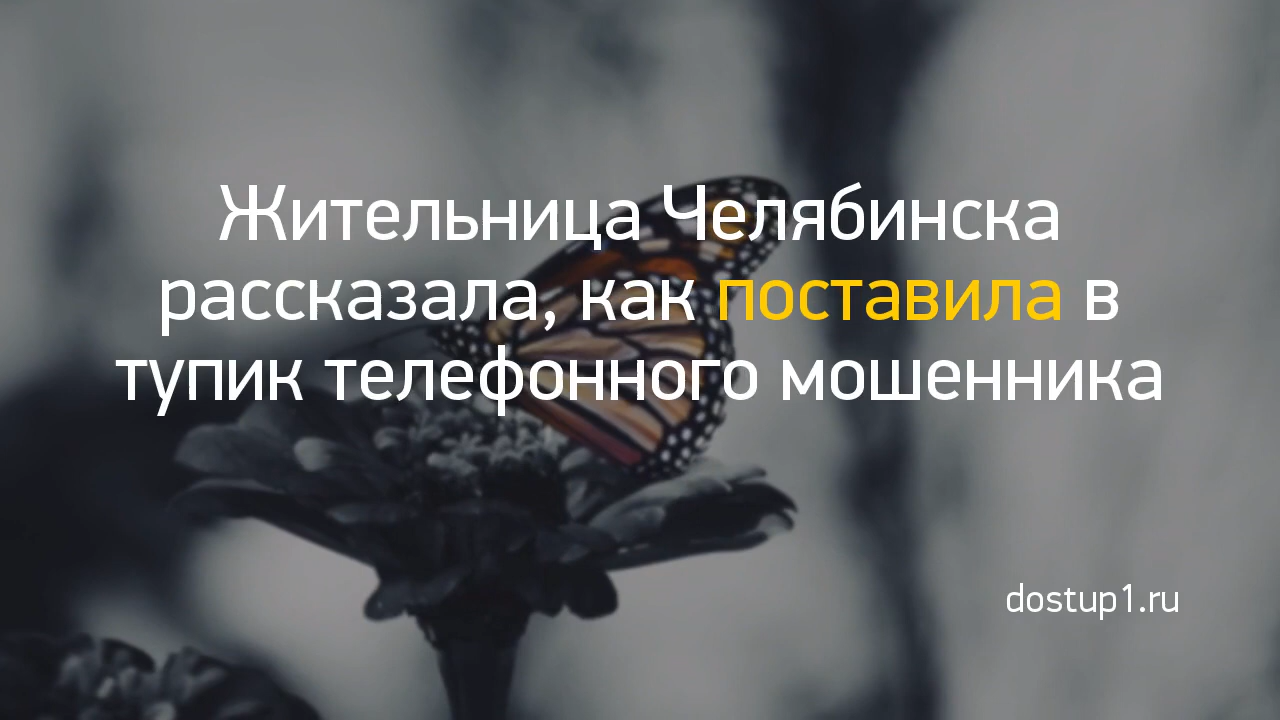 Жительница Челябинска
рассказала, как поставила в
тупик телефонного мошенника
dostup1.ru